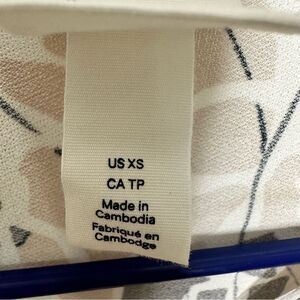 US XS
CA TP
Made in
Cambodia
Fabriqué en
Cambodge